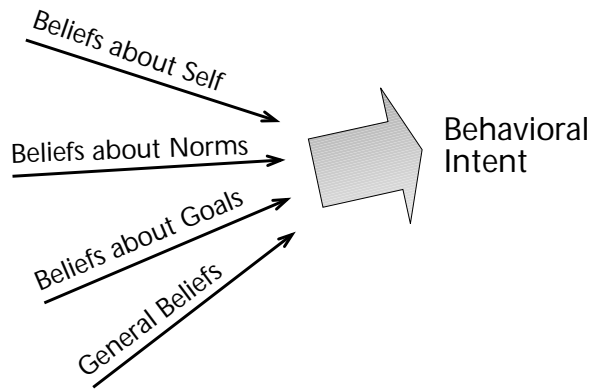 Beliefs about Self
Beliefs about Norms
Beliefs about Goals
General Beliefs
Behavioral
Intent